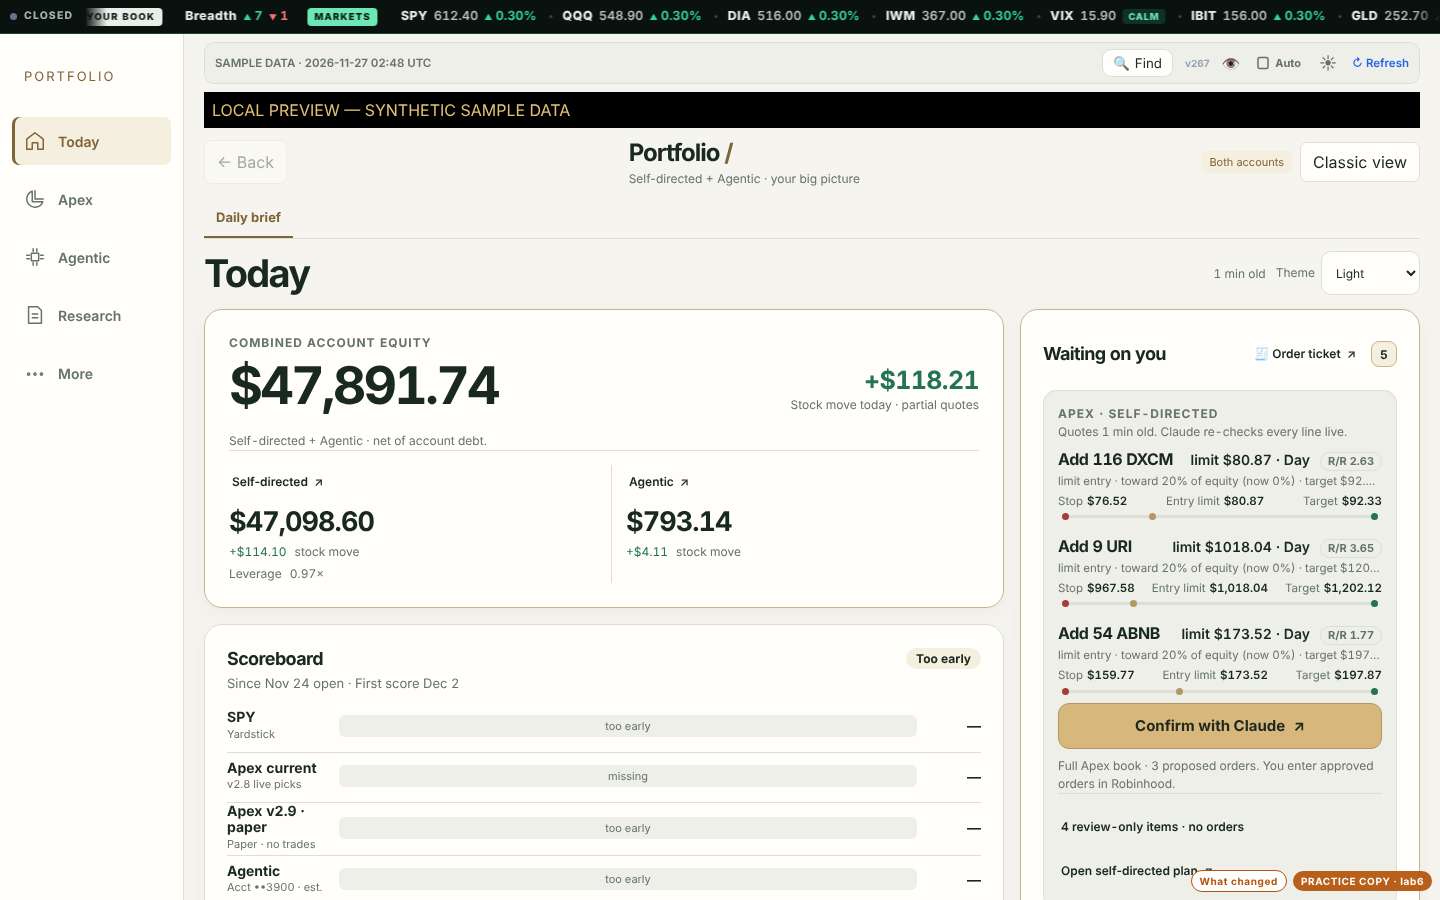 CLOSED YOUR BOOK Breadth ▲ 7 ▼ 1 MARKETS SPY 612.40 ▲ 0.30% · QQQ 548.90 ▲ 0.30% · DIA 516.00 ▲ 0.30% · IWM 367.00 ▲ 0.30% · VIX 15.90 CALM · IBIT 156.00 ▲ 0.30% · GLD 252.70
PORTFOLIO
Today
Apex
Agentic
Research
More
SAMPLE DATA · 2026-11-27 02:48 UTC
Find v267 Auto ↻ Refresh
LOCAL PREVIEW — SYNTHETIC SAMPLE DATA
← Back
Portfolio /
Self-directed + Agentic · your big picture
Both accounts
Classic view
Daily brief
Today
1 min old Theme Light
COMBINED ACCOUNT EQUITY
$47,891.74
+$118.21
Stock move today · partial quotes
Self-directed + Agentic · net of account debt.
Self-directed ↗
$47,098.60
+$114.10 stock move
Leverage 0.97×
Agentic ↗
$793.14
+$4.11 stock move
Scoreboard
Too early
Since Nov 24 open · First score Dec 2
SPY
Yardstick
too early —
Apex current
v2.8 live picks
missing —
Apex v2.9 ·
paper
Paper · no trades
too early —
Agentic
Acct ••3900 · est.
too early —
Waiting on you
Order ticket ↗ 5
APEX · SELF-DIRECTED
Quotes 1 min old. Claude re-checks every line live.
Add 116 DXCM limit $80.87 · Day R/R 2.63
limit entry · toward 20% of equity (now 0%) · target $92....
Stop $76.52 Entry limit $80.87 Target $92.33
Add 9 URI limit $1018.04 · Day R/R 3.65
limit entry · toward 20% of equity (now 0%) · target $120...
Stop $967.58 Entry limit $1,018.04 Target $1,202.12
Add 54 ABNB limit $173.52 · Day R/R 1.77
limit entry · toward 20% of equity (now 0%) · target $197...
Stop $159.77 Entry limit $173.52 Target $197.87
Confirm with Claude ↗
Full Apex book · 3 proposed orders. You enter approved
orders in Robinhood.
4 review-only items · no orders
Open self-directed plan
What changed
PRACTICE COPY · lab6